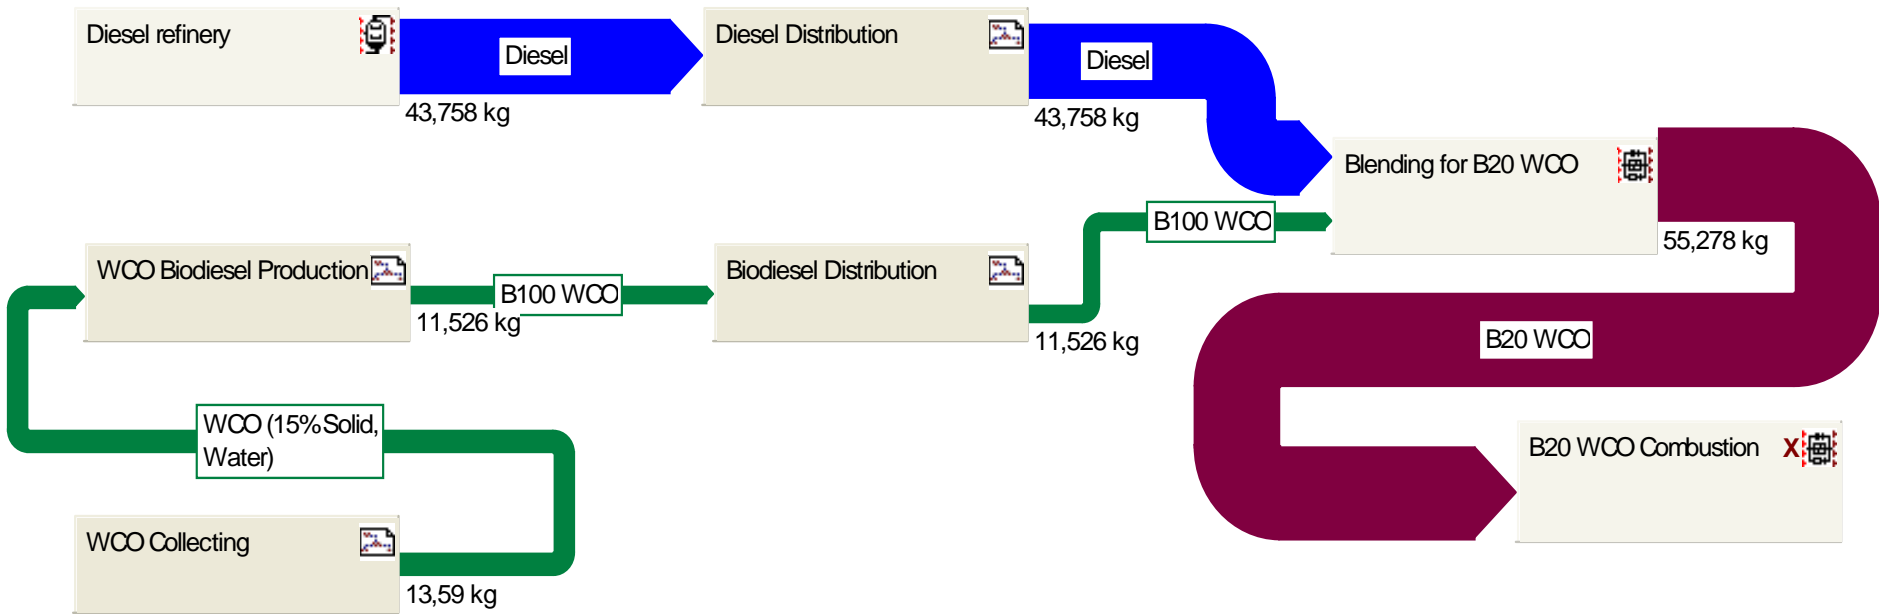 Diesel refinery
Diesel
43,758 kg
Diesel Distribution
Diesel
43,758 kg
Blending for B20 WCO
55,278 kg
WCO Biodiesel Production
B100 WCO
11,526 kg
Biodiesel Distribution
B100 WCO
11,526 kg
B20 WCO
WCO (15%Solid,
Water)
B20 WCO Combustion
X
WCO Collecting
13,59 kg